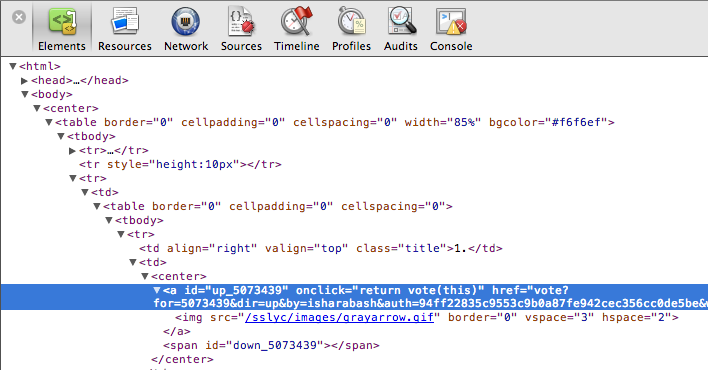 Elements Resources Network Sources Timeline Profiles Audits Console
▼<html>
▶<head>…</head>
▼<body>
▼<center>
▼<table border="0" cellpadding="0" cellspacing="0" width="85%" bgcolor="#f6f6ef">
▼<tbody>
▶<tr>…</tr>
<tr style="height:10px"></tr>
▼<tr>
▼<td>
▼<table border="0" cellpadding="0" cellspacing="0">
▼<tbody>
▼<tr>
<td align="right" valign="top" class="title">1.</td>
▼<td>
▼<center>
▼<a id="up_5073439" onclick="return vote(this)" href="vote?
for=5073439&dir=up&by=isharabash&auth=94ff22835c9553c9b0a87fe942cec356cc0de5be&
<img src="/sslyc/images/grayarrow.gif" border="0" vspace="3" hspace="2">
</a>
<span id="down_5073439"></span>
</center>